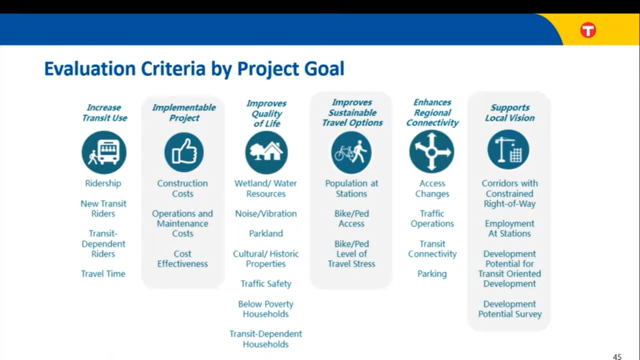 T
Evaluation Criteria by Project Goal
Increase
Transit Use
Ridership
New Transit
Riders
Transit-
Dependent
Riders
Travel Time
Implementable
Project
Construction
Costs
Operations and
Maintenance
Costs
Cost
Effectiveness
Improves
Quality
of Life
Wetland/ Water
Resources
Noise/Vibration
Parkland
Cultural/ Historic
Properties
Traffic Safety
Below Poverty
Households
Transit-Dependent
Households
Improves
Sustainable
Travel Options
Population at
Stations
Bike/Ped
Access
Bike/Ped
Level of
Travel Stress
Enhances
Regional
Connectivity
Access
Changes
Traffic
Operations
Transit
Connectivity
Parking
Supports
Local Vision
Corridors with
Constrained
Right-of-Way
Employment
At Stations
Development
Potential for
Transit Oriented
Development
Development
Potential Survey
45